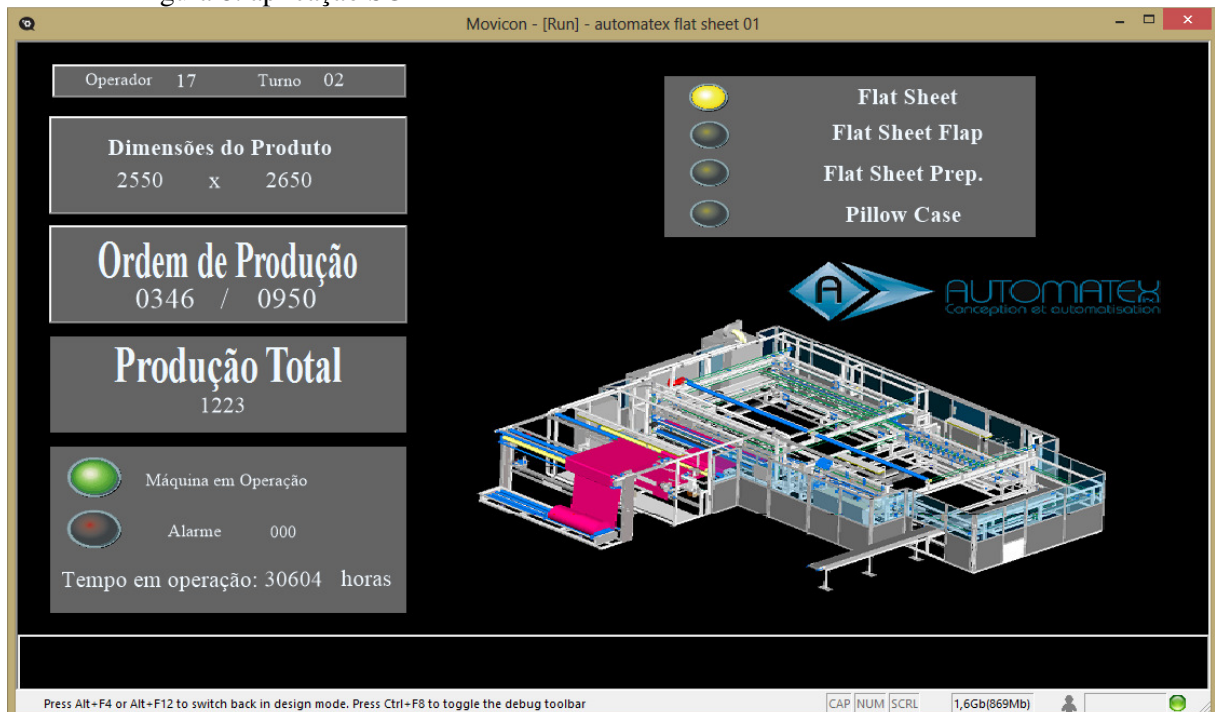 Movicon - [Run] - automatex flat sheet 01
Operador 17 Turno 02
Dimensões do Produto
2550 x 2650
Ordem de Produção
0346 / 0950
Produção Total
1223
Máquina em Operação
Alarme 000
Tempo em operação: 30604 horas
Flat Sheet
Flat Sheet Flap
Flat Sheet Prep.
Pillow Case
A AUTOMATEX
Conception et automatisation
Press Alt+F4 or Alt+F12 to switch back in design mode. Press Ctrl+F8 to toggle the debug toolbar
CAP NUM SCRL 1,6Gb(869Mb)